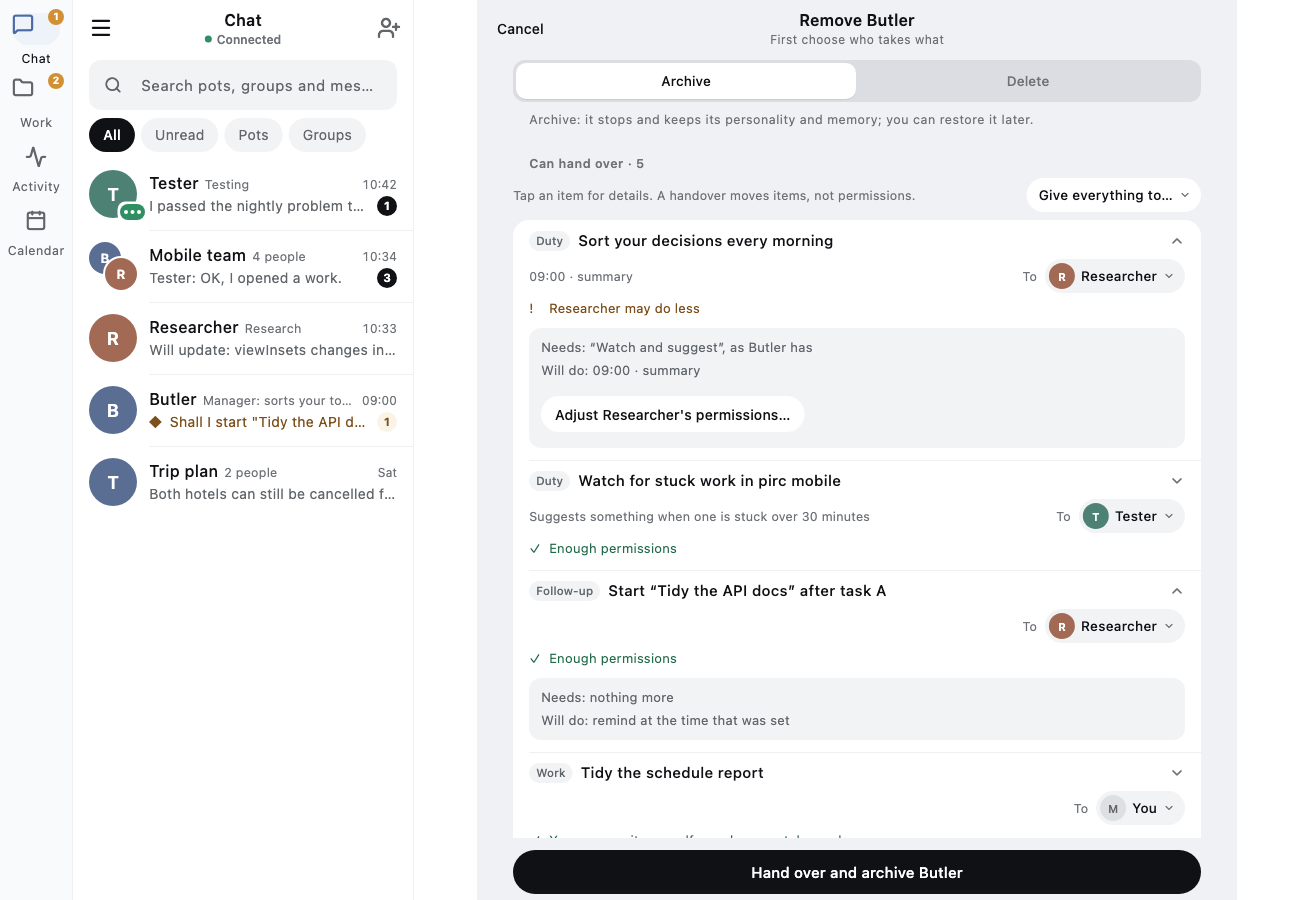 1
Chat
2
Work
Activity
Calendar
Chat
Connected
Search pots, groups and mes...
All
Unread
Pots
Groups
T
Tester Testing 10:42
I passed the nightly problem t... 1
B
R
Mobile team 4 people 10:34
Tester: OK, I opened a work. 3
R
Researcher Research 10:33
Will update: viewInsets changes in...
B
Butler Manager: sorts your to... 09:00
Shall I start "Tidy the API d... 1
T
Trip plan 2 people Sat
Both hotels can still be cancelled f...
Cancel
Remove Butler
First choose who takes what
Archive
Delete
Archive: it stops and keeps its personality and memory; you can restore it later.
Can hand over · 5
Tap an item for details. A handover moves items, not permissions.
Give everything to...
Duty Sort your decisions every morning
09:00 · summary
To R Researcher
! Researcher may do less
Needs: “Watch and suggest”, as Butler has
Will do: 09:00 · summary
Adjust Researcher's permissions...
Duty Watch for stuck work in pirc mobile
Suggests something when one is stuck over 30 minutes
To T Tester
✓ Enough permissions
Follow-up Start “Tidy the API docs” after task A
To R Researcher
✓ Enough permissions
Needs: nothing more
Will do: remind at the time that was set
Work Tidy the schedule report
To M You
Hand over and archive Butler